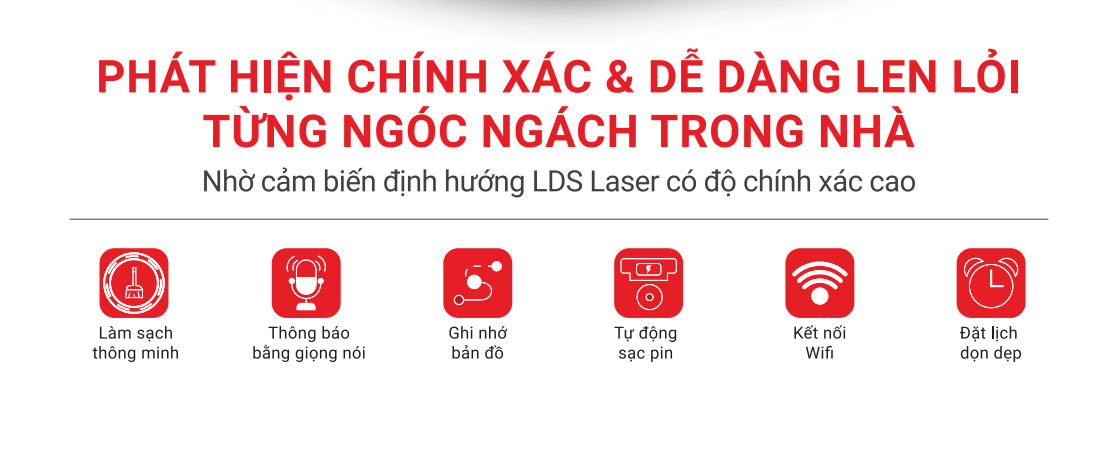 PHÁT HIỆN CHÍNH XÁC & DỄ DÀNG LEN LỎI
TỪNG NGÓC NGÁCH TRONG NHÀ
Nhờ cảm biến định hướng LDS Laser có độ chính xác cao
Làm sạch
thông minh
Thông báo
bằng giọng nói
Ghi nhớ
bản đồ
Tự động
sạc pin
Kết nối
Wifi
Đặt lịch
dọn dẹp